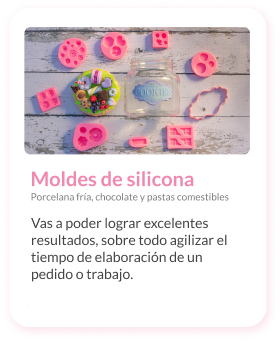 COOKIE
Moldes de silicona
Porcelana fría, chocolate y pastas comestibles
Vas a poder lograr excelentes
resultados, sobre todo agilizar el
tiempo de elaboración de un
pedido o trabajo.